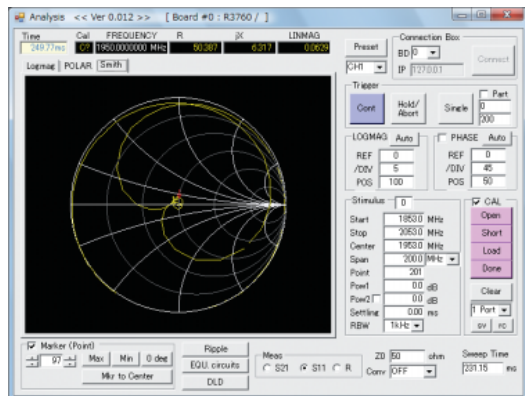 Analysis << Ver 0.012 >> [ Board #0 : R3760 / ]
Time Cal FREQUENCY R jX LINMAG
249.77ms C? 1950.0000000 MHz 50.387 6.317 0.0629
Logmag POLAR Smith
Preset
CH1
Connection Box
BD 0
IP 127.0.0.1
Connect
Trigger
Cont
Hold/
Abort
Single
Part
0
200
LOGMAG Auto
REF 0
/DIV 5
POS 100
PHASE Auto
REF 0
/DIV 45
POS 50
Stimulus 0
Start 1853.0 MHz
Stop 2053.0 MHz
Center 1953.0 MHz
Span 200.0 MHz
Point 201
Pow1 0.0 dB
Pow2 0.0 dB
Settling 0.00 ms
RBW 1kHz
CAL
Open
Short
Load
Done
Clear
1 Port
sv rc
Marker (Point)
97 Max Min 0 dee
Mkr to Center
Ripple
EQU. circuits
DLD
Meas
S21 S11 R
Z0 50 ohm
Conv OFF
Sweep Time
231.15 ms